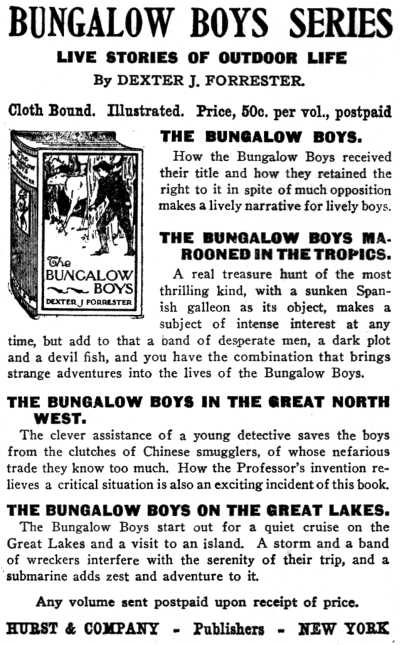 BUNGALOW BOYS SERIES
LIVE STORIES OF OUTDOOR LIFE
By DEXTER J. FORRESTER.
Cloth Bound. Illustrated. Price, 50c. per vol., postpaid
The
BUNGALOW
BOYS
DEXTER J FORRESTER
THE BUNGALOW BOYS.
How the Bungalow Boys received
their title and how they retained the
right to it in spite of much opposition
makes a lively narrative for lively boys.
THE BUNGALOW BOYS MA-
ROONED IN THE TROPICS.
A real treasure hunt of the most
thrilling kind, with a sunken Span-
ish galleon as its object, makes a
subject of intense interest at any
time, but add to that a band of desperate men, a dark plot
and a devil fish, and you have the combination that brings
strange adventures into the lives of the Bungalow Boys.
THE BUNGALOW BOYS IN THE GREAT NORTH
WEST.
The clever assistance of a young detective saves the boys
from the clutches of Chinese smugglers, of whose nefarious
trade they know too much. How the Professor's invention re-
lieves a critical situation is also an exciting incident of this book.
THE BUNGALOW BOYS ON THE GREAT LAKES.
The Bungalow Boys start out for a quiet cruise on the
Great Lakes and a visit to an island. A storm and a band
of wreckers interfere with the serenity of their trip, and a
submarine adds zest and adventure to it.
Any volume sent postpaid upon receipt of price.
HURST & COMPANY - Publishers - NEW YORK